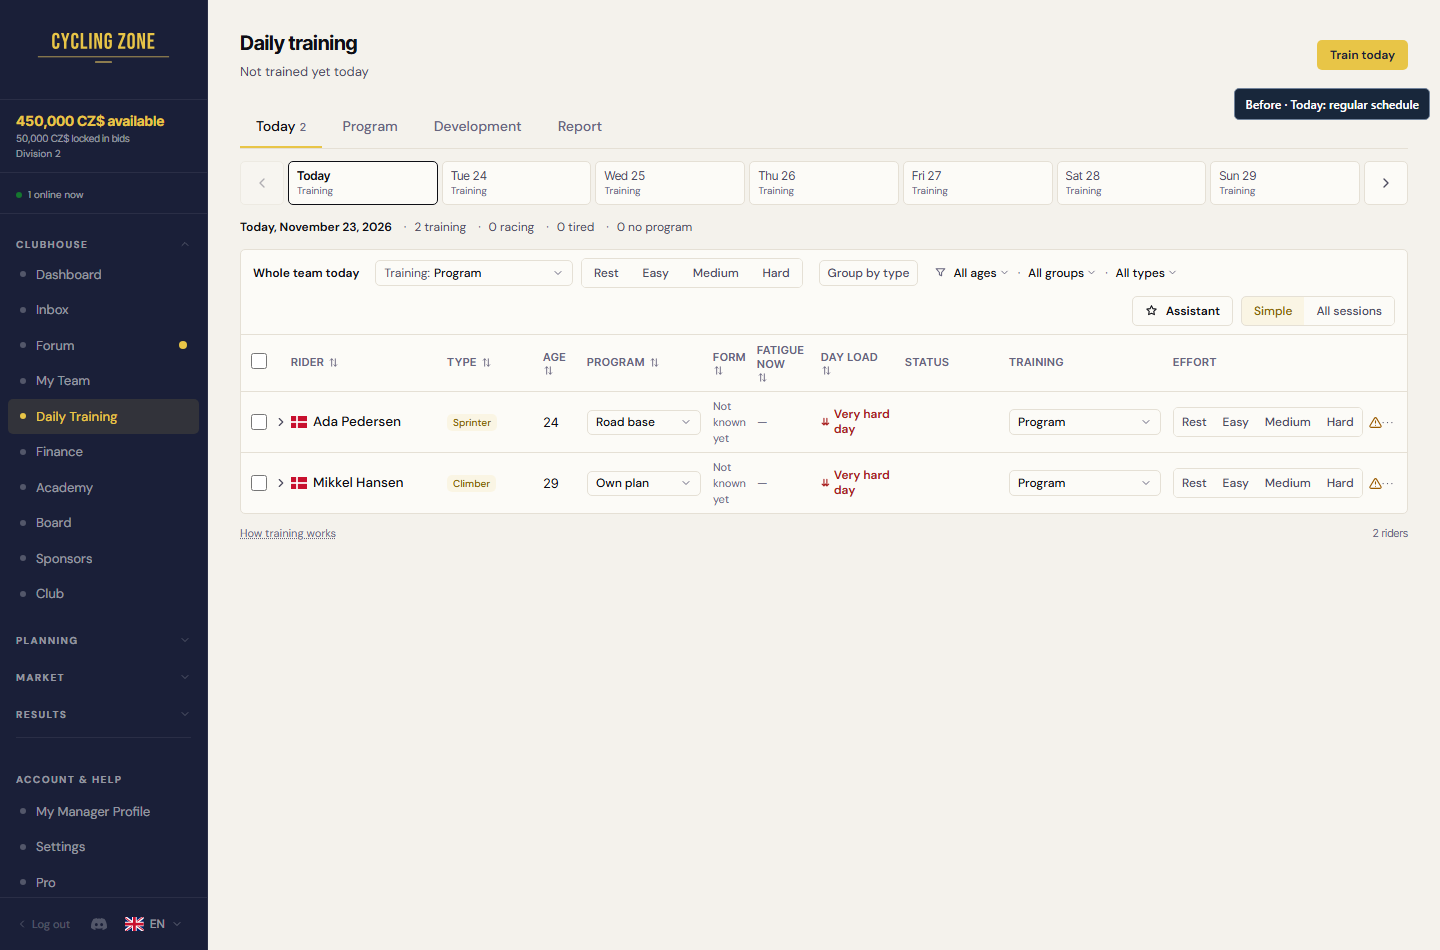 CYCLING ZONE
450,000 CZ$ available
50,000 CZ$ locked in bids
Division 2
1 online now
CLUBHOUSE
Dashboard
Inbox
Forum
My Team
Daily Training
Finance
Academy
Board
Sponsors
Club
PLANNING
MARKET
RESULTS
ACCOUNT & HELP
My Manager Profile
Settings
Pro
Log out
EN
Daily training
Not trained yet today
Train today
Before · Today: regular schedule
Today 2 Program Development Report
Today Tue 24 Wed 25 Thu 26 Fri 27 Sat 28 Sun 29
Training Training Training Training Training Training Training
Today, November 23, 2026 · 2 training · 0 racing · 0 tired · 0 no program
Whole team today Training: Program Rest Easy Medium Hard Group by type All ages · All groups · All types
Assistant Simple All sessions
RIDER TYPE AGE PROGRAM FORM FATIGUE NOW DAY LOAD STATUS TRAINING EFFORT
Ada Pedersen Sprinter 24 Road base Not known yet — Very hard day Program Rest Easy Medium Hard ...
Mikkel Hansen Climber 29 Own plan Not known yet — Very hard day Program Rest Easy Medium Hard ...
How training works
2 riders